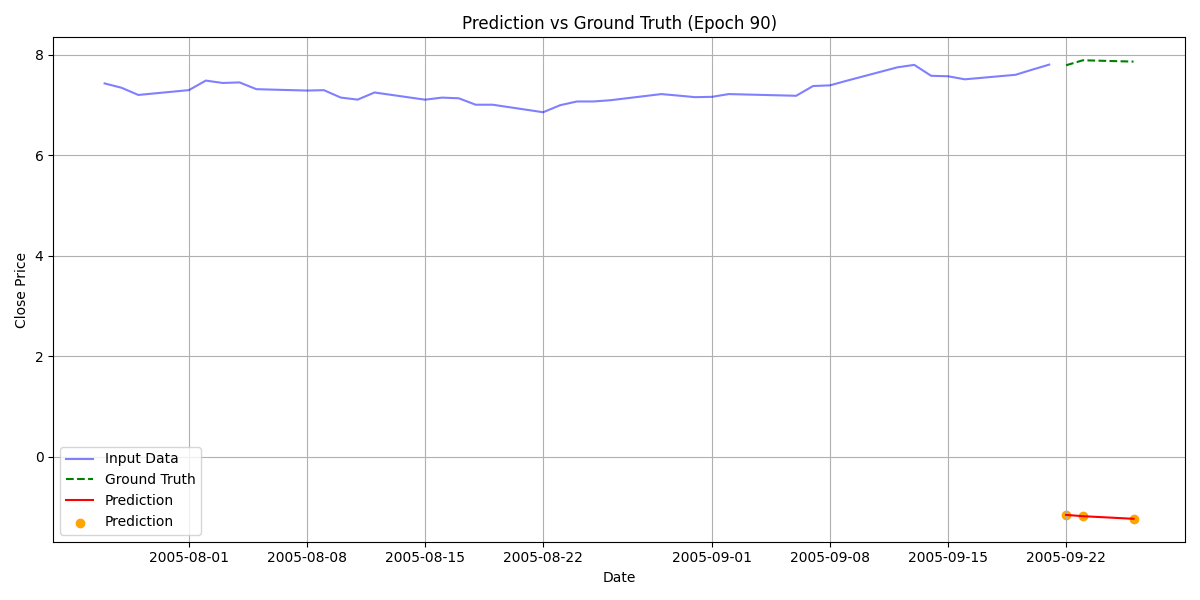 Prediction vs Ground Truth (Epoch 90)
8
6
4
2
0
Close Price
Input Data
Ground Truth
Prediction
Prediction
2005-08-01
2005-08-08
2005-08-15
2005-08-22
2005-09-01
2005-09-08
2005-09-15
2005-09-22
Date